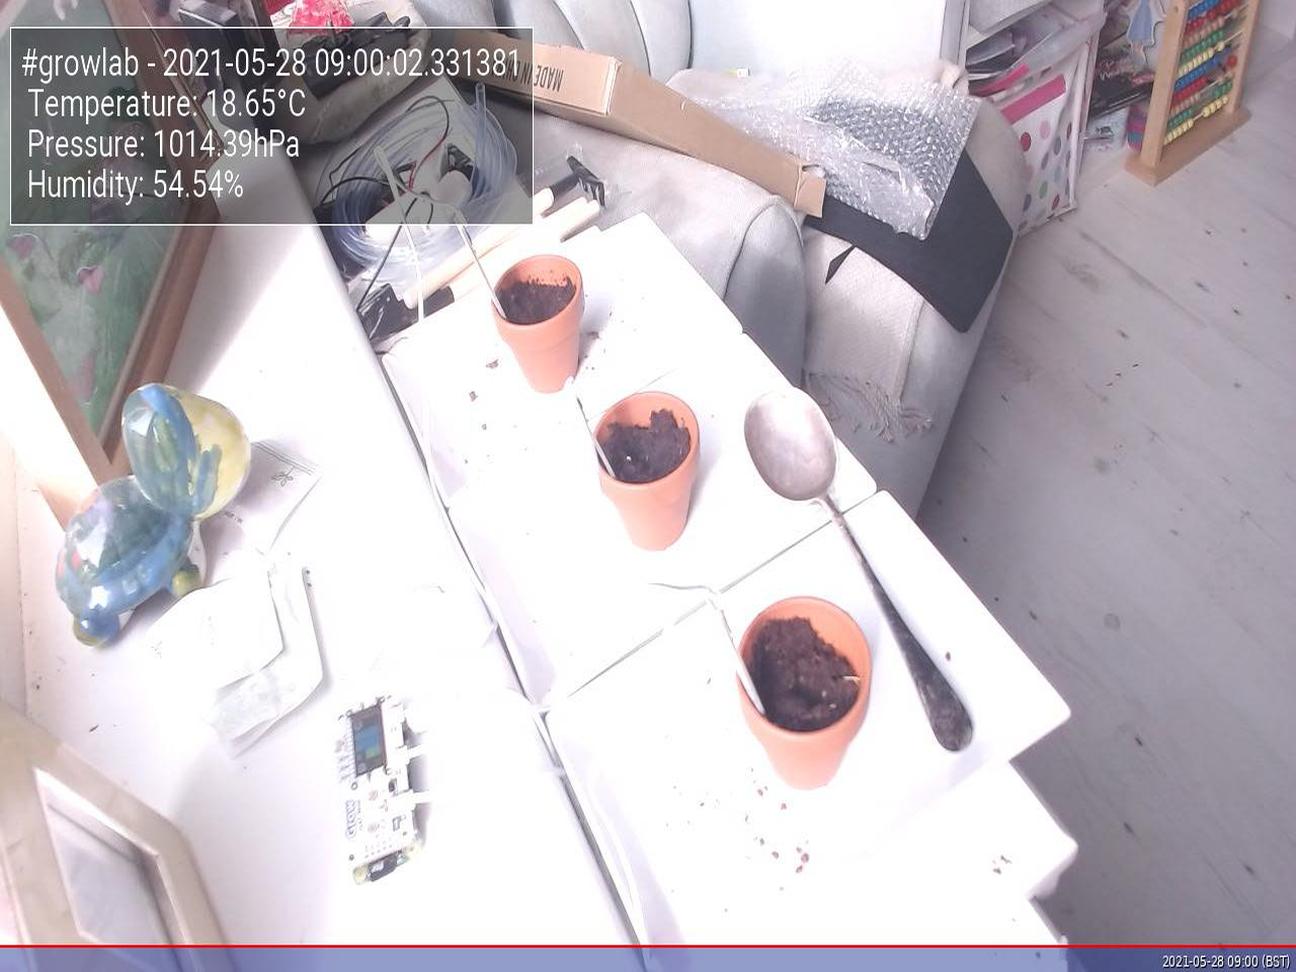 #growlab - 2021-05-28 09:00:02.331381
Temperature: 18.65°C
Pressure: 1014.39hPa
Humidity: 54.54%
MADE IN
Grow
2021-05-28 09:00 (BST)